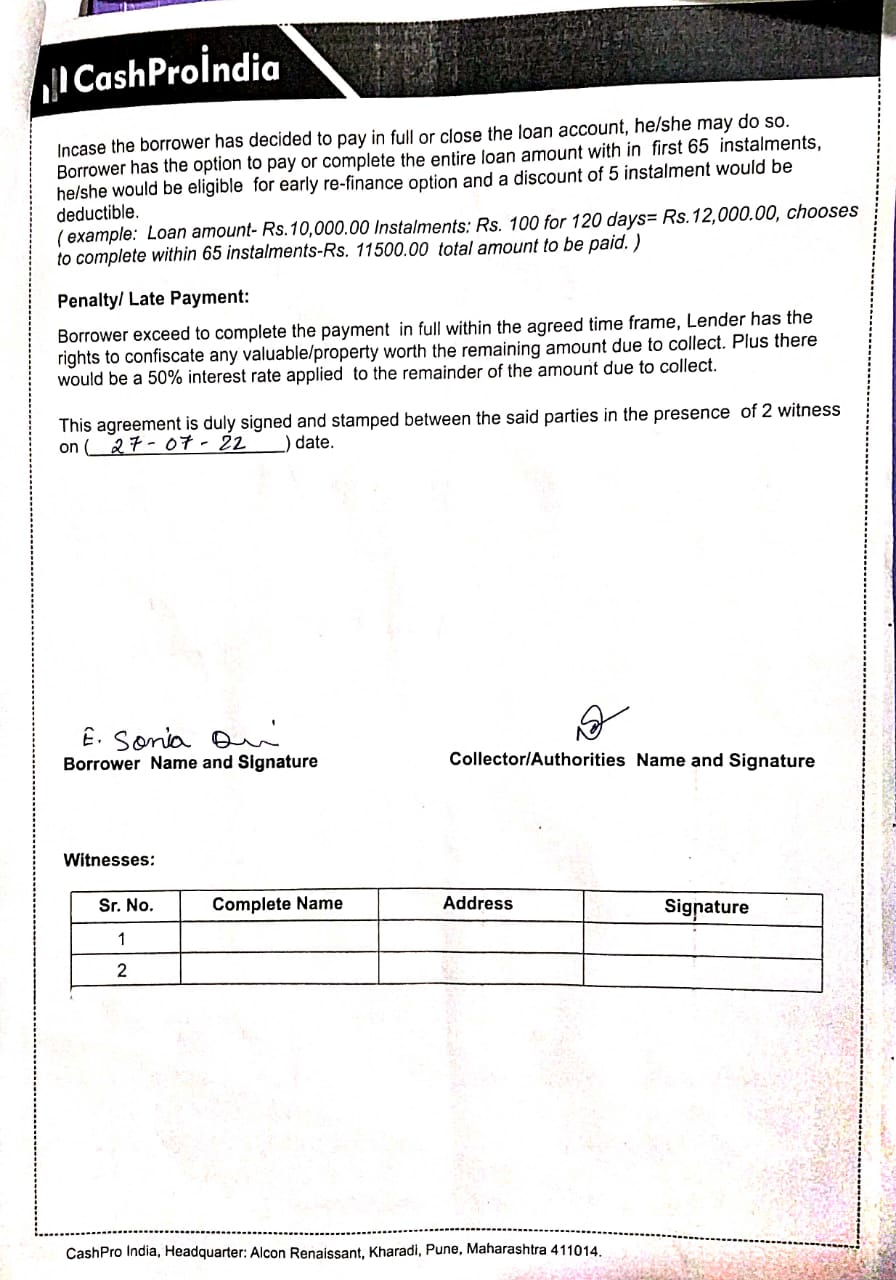 CashProIndia
Incase the borrower has decided to pay in full or close the loan account, he/she may do so.
Borrower has the option to pay or complete the entire loan amount with in first 65 instalments,
he/she would be eligible for early re-finance option and a discount of 5 instalment would be
deductible.
( example: Loan amount- Rs.10,000.00 Instalments: Rs. 100 for 120 days= Rs.12,000.00, chooses
to complete within 65 instalments-Rs. 11500.00 total amount to be paid. )
Penalty/ Late Payment:
Borrower exceed to complete the payment in full within the agreed time frame, Lender has the
rights to confiscate any valuable/property worth the remaining amount due to collect. Plus there
would be a 50% interest rate applied to the remainder of the amount due to collect.
This agreement is duly signed and stamped between the said parties in the presence of 2 witness
on ( 27-07-22 ) date.
E. Sonia
Borrower Name and Signature
Collector/Authorities Name and Signature
Witnesses:
Sr. No. Complete Name Address Signature
1
2
CashPro India, Headquarter: Alcon Renaissant, Kharadi, Pune, Maharashtra 411014.